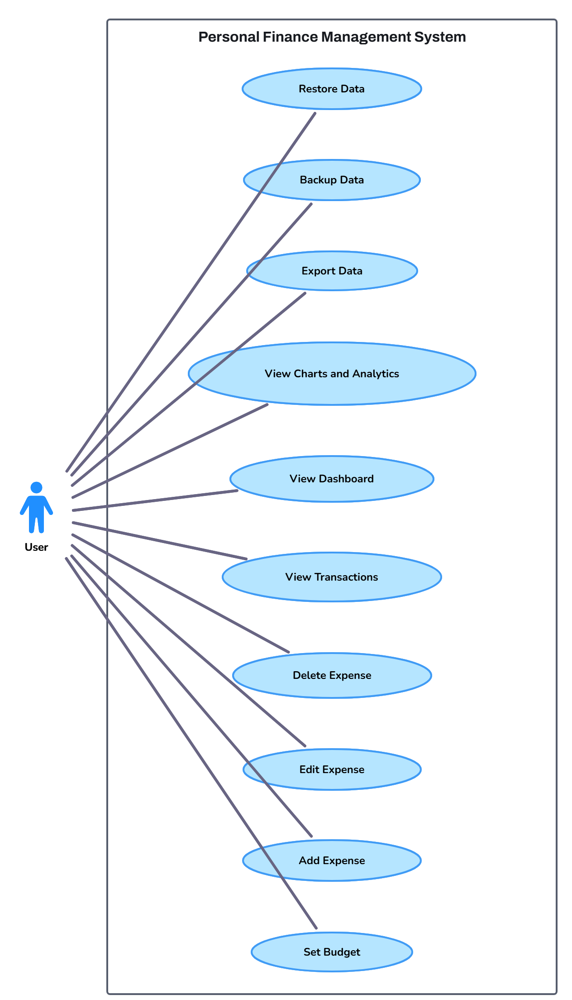 Personal Finance Management System
Restore Data
Backup Data
Export Data
View Charts and Analytics
View Dashboard
User
View Transactions
Delete Expense
Edit Expense
Add Expense
Set Budget